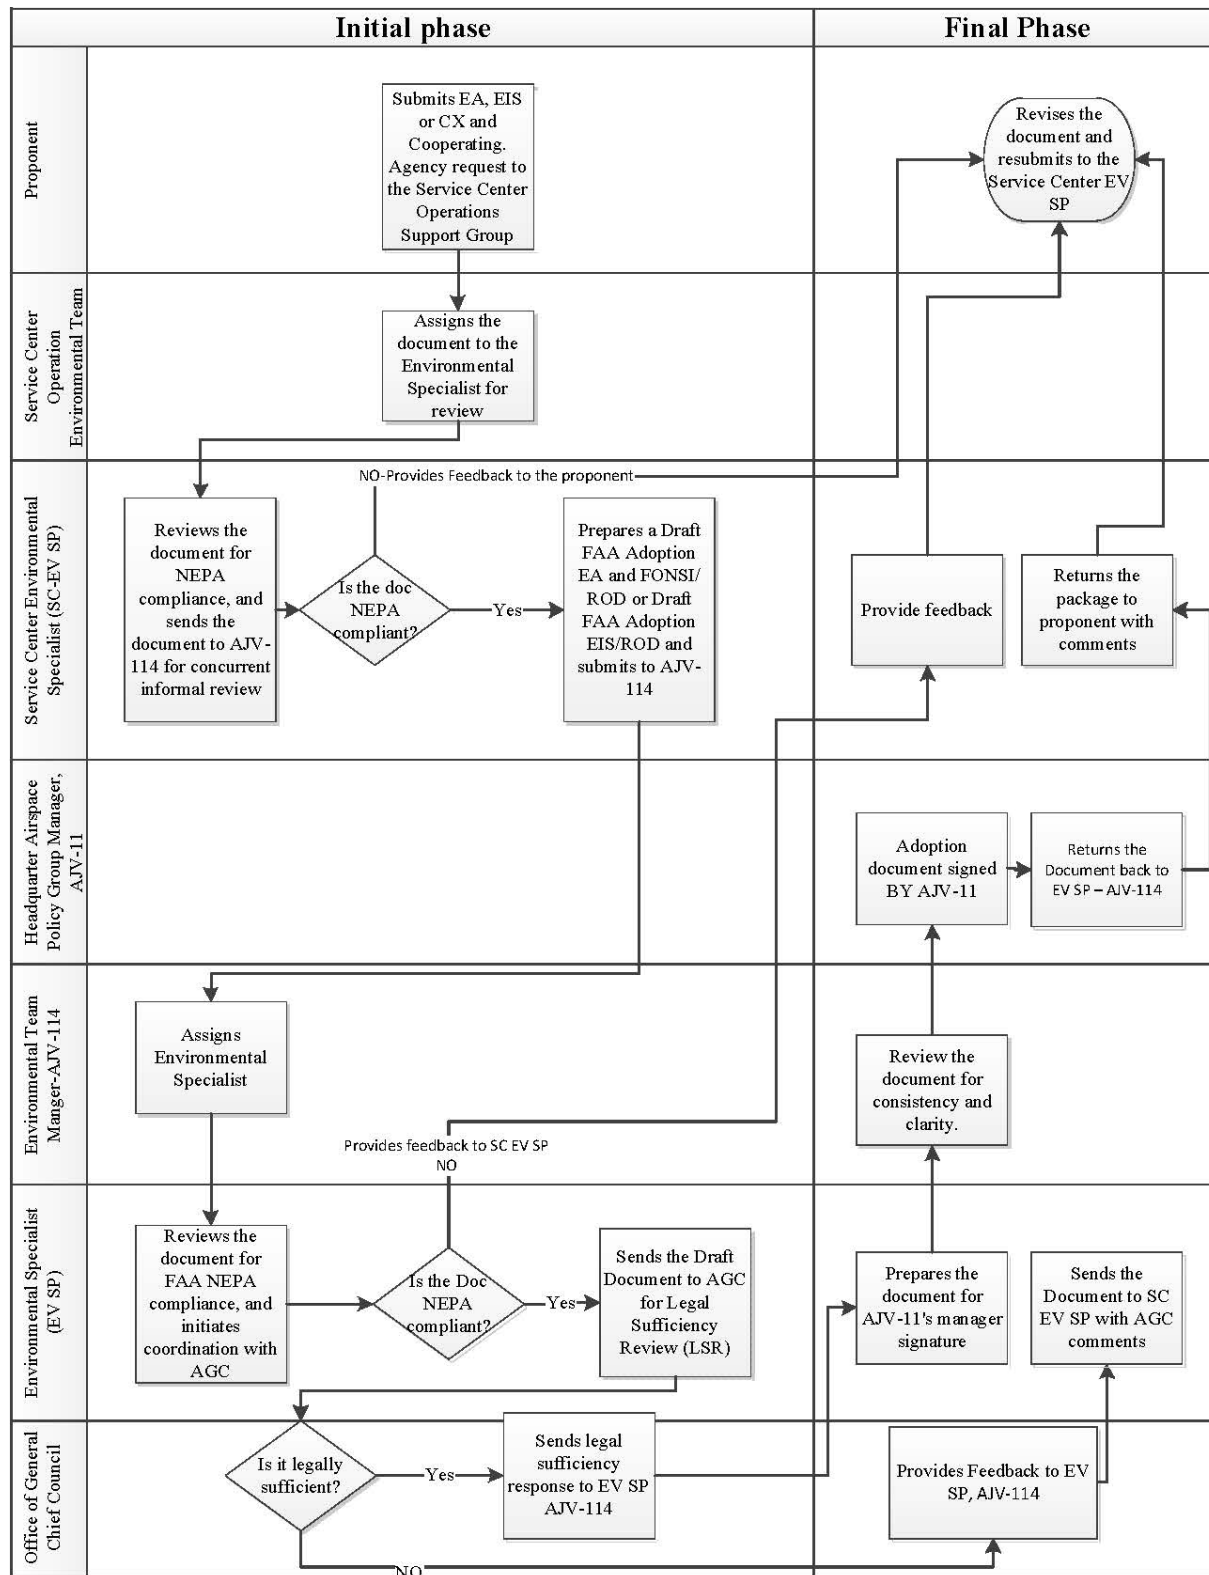 Initial phase
Final Phase
Proponent
Submits EA, EIS
or CX and
Cooperating.
Agency request to
the Service Center
Operations
Support Group
Revises the
document and
resubmits to the
Service Center EV
SP
Service Center
Operation
Environmental Team
Assigns the
document to the
Environmental
Specialist for
review
Service Center Environmental
Specialist (SC-EV SP)
NO-Provides Feedback to the proponent
Reviews the
document for
NEPA
compliance, and
sends the
document to AJV-
114 for concurrent
informal review
Is the doc
NEPA
compliant?
Yes
Prepares a Draft
FAA Adoption
EA and FONSI/
ROD or Draft
FAA Adoption
EIS/ROD and
submits to AJV-
114
Provide feedback
Returns the
package to
proponent with
comments
Headquarter Airspace
Policy Group Manager,
AJV-11
Adoption
document signed
BY AJV-11
Returns the
Document back to
EV SP – AJV-114
Environmental Team
Manger-AJV-114
Assigns
Environmental
Specialist
Provides feedback to SC EV SP
NO
Review the
document for
consistency and
clarity.
Environmental Specialist
(EV SP)
Reviews the
document for
FAA NEPA
compliance, and
initiates
coordination with
AGC
Is the Doc
NEPA
compliant?
Yes
Sends the Draft
Document to AGC
for Legal
Sufficiency
Review (LSR)
Prepares the
document for
AJV-11's manager
signature
Sends the
Document to SC
EV SP with AGC
comments
Office of General
Chief Council
Is it legally
sufficient?
Yes
Sends legal
sufficiency
response to EV SP
AJV-114
Provides Feedback to EV
SP, AJV-114
NO